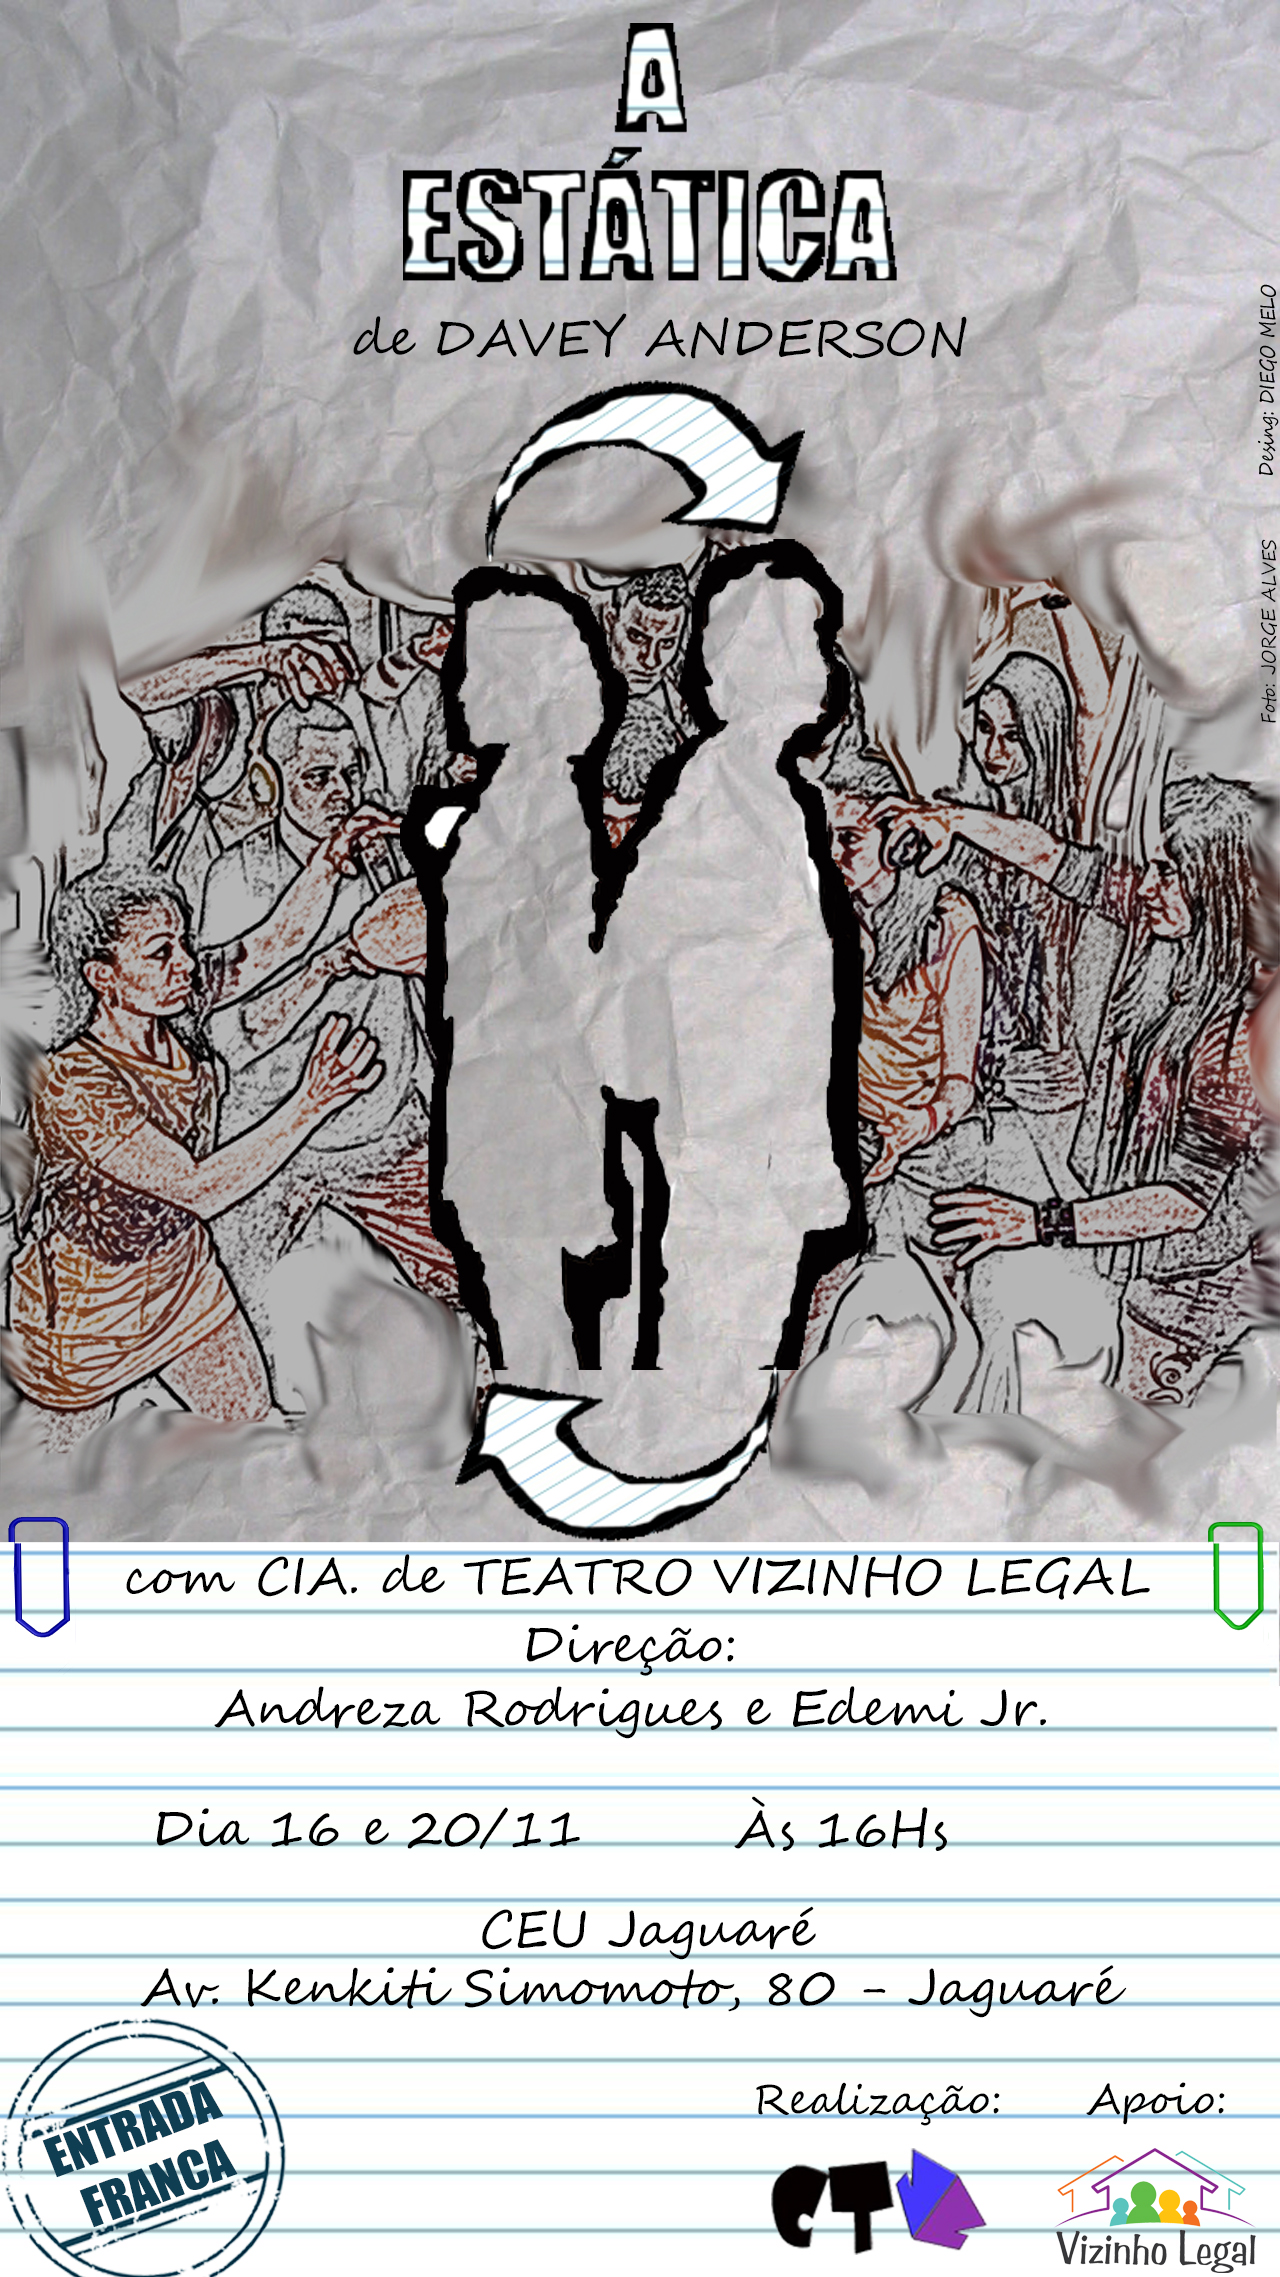 A
ESTÁTICA
de DAVEY ANDERSON
Desing: DIEGO MELO
Foto: JORGE ALVES
com CIA. de TEATRO VIZINHO LEGAL
Direção:
Andreza Rodrigues e Edemi Jr.
Dia 16 e 20/11 Às 16Hs
CEU Jaguaré
Av. Kenkiti Simomoto, 80 - Jaguaré
ENTRADA
FRANCA
Realização: Apoio:
CT
Vizinho Legal